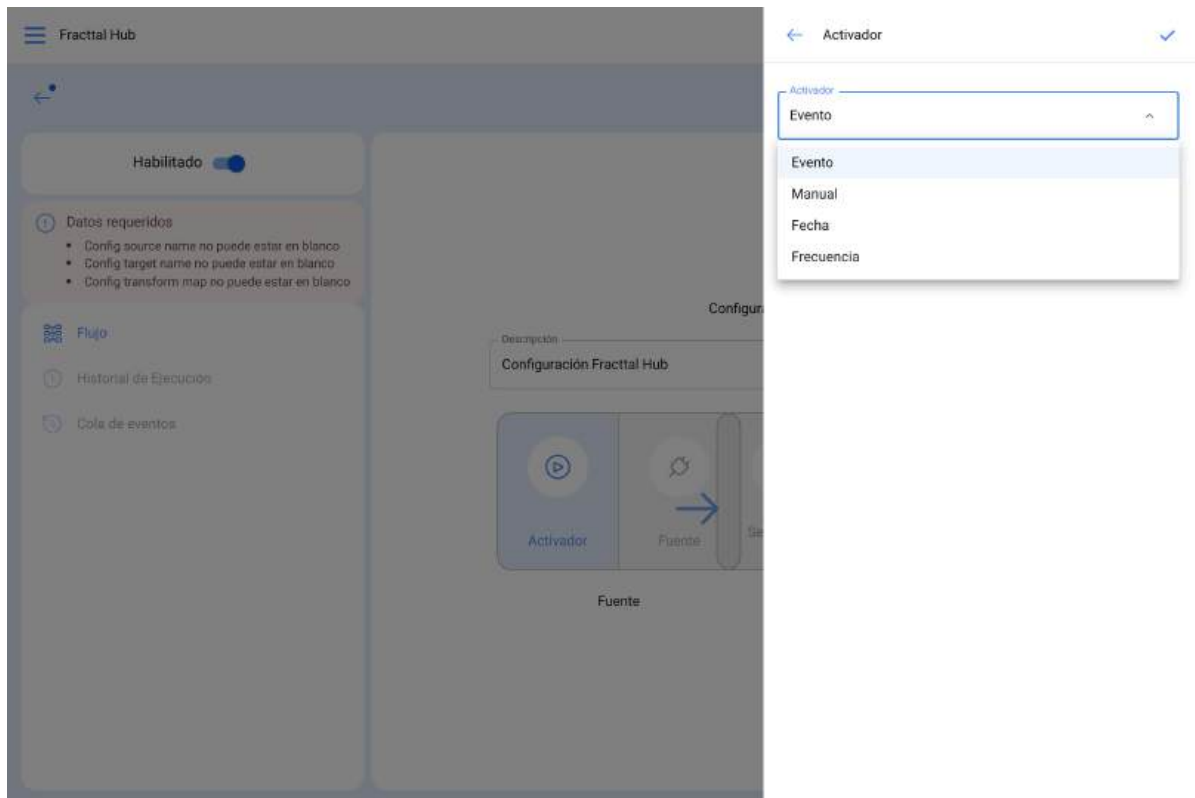 Fracttal Hub
Habilitado
Datos requeridos
Config source name no puede estar en blanco
Config target name no puede estar en blanco
Config transform map no puede estar en blanco
Flujo
Historial de Ejecución
Cola de eventos
Configur
Descripción
Configuración Fracttal Hub
Activador
Fuente
Se
Fuente
Activador
Activador
Evento
Evento
Manual
Fecha
Frecuencia